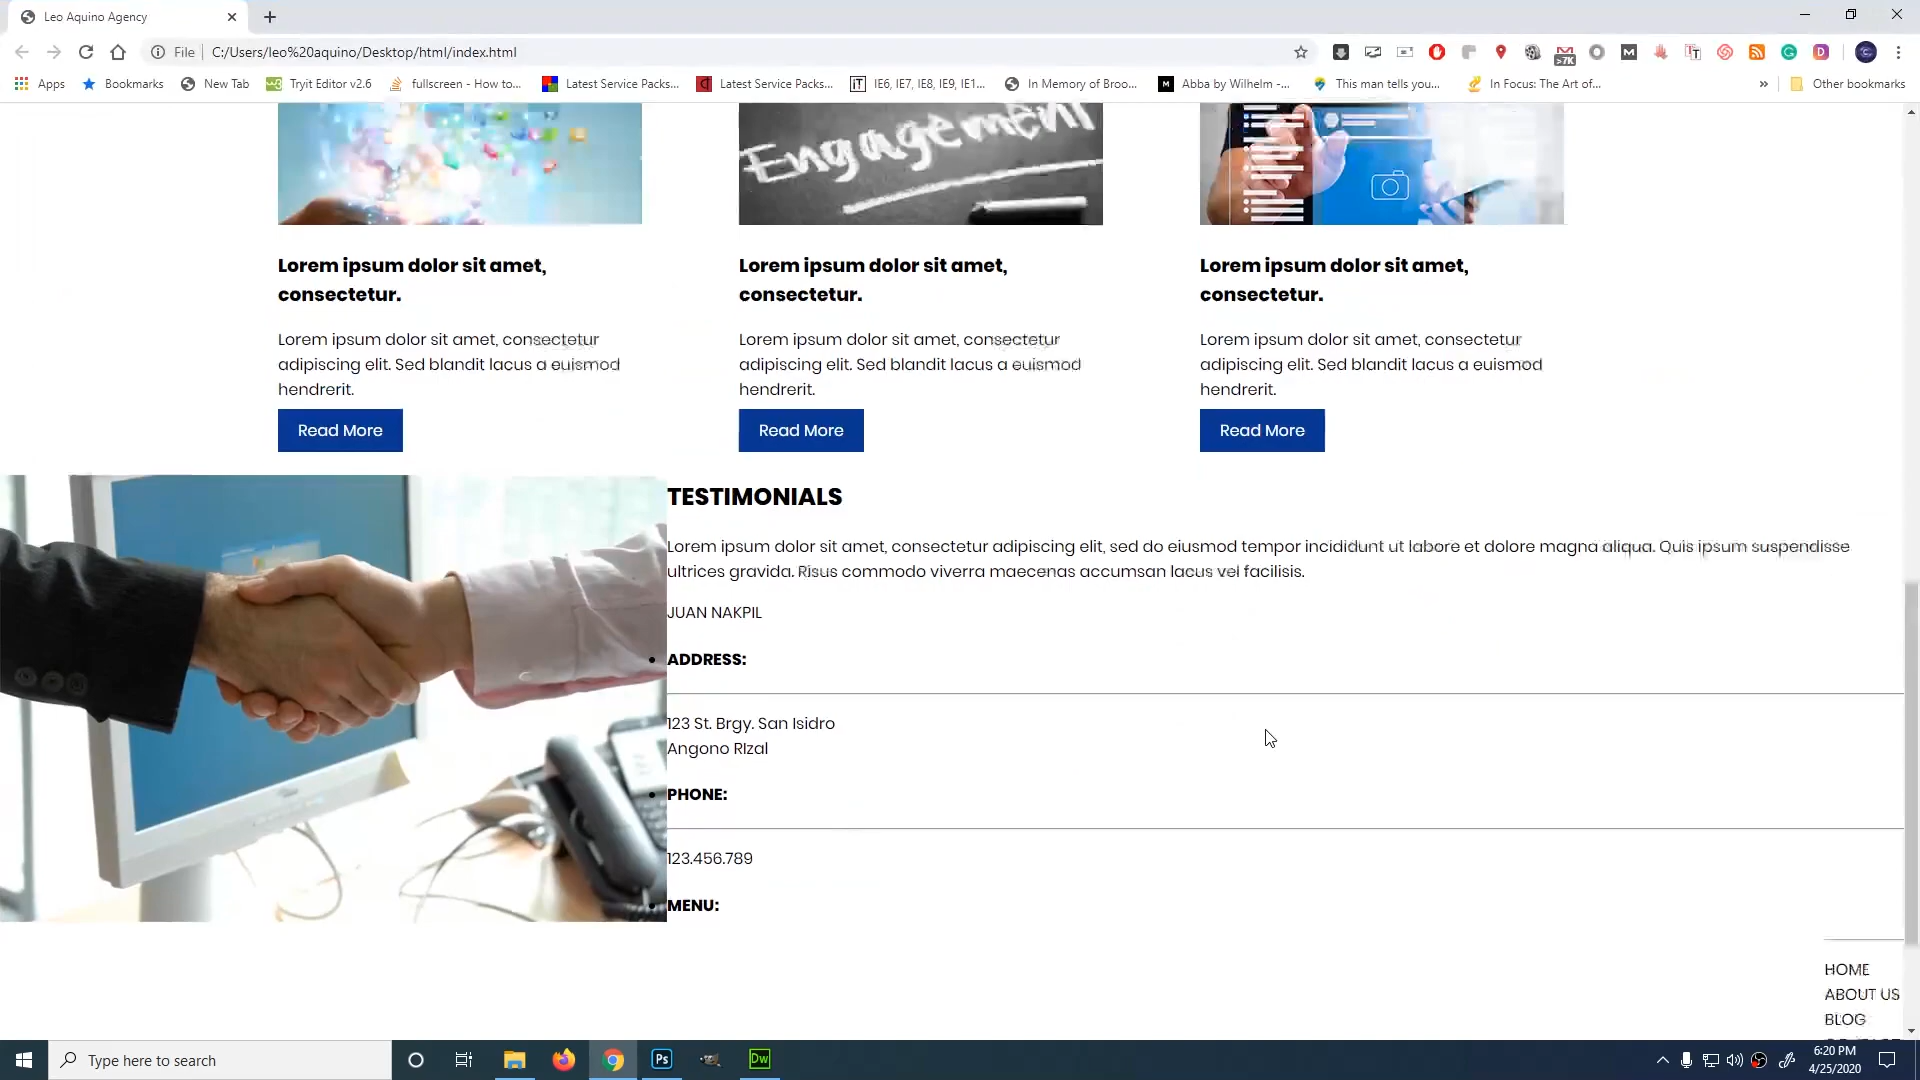 Leo Aquino Agency
File C:/Users/leo%20aquino/Desktop/html/index.html
>7K
Apps Bookmarks New Tab Tryit Editor v2.6 fullscreen - How to... Latest Service Packs... Latest Service Packs... IE6, IE7, IE8, IE9, IE1... In Memory of Broo... Abba by Wilhelm -... This man tells you... In Focus: The Art of... » Other bookmarks
Engagement
Lorem ipsum dolor sit amet,
consectetur.
Lorem ipsum dolor sit amet, consectetur
adipiscing elit. Sed blandit lacus a euismod
hendrerit.
Read More
Lorem ipsum dolor sit amet,
consectetur.
Lorem ipsum dolor sit amet, consectetur
adipiscing elit. Sed blandit lacus a euismod
hendrerit.
Read More
Lorem ipsum dolor sit amet,
consectetur.
Lorem ipsum dolor sit amet, consectetur
adipiscing elit. Sed blandit lacus a euismod
hendrerit.
Read More
TESTIMONIALS
Lorem ipsum dolor sit amet, consectetur adipiscing elit, sed do eiusmod tempor incididunt ut labore et dolore magna aliqua. Quis ipsum suspendisse
ultrices gravida. Risus commodo viverra maecenas accumsan lacus vel facilisis.
JUAN NAKPIL
• ADDRESS:
123 St. Brgy. San Isidro
Angono RIzal
• PHONE:
123.456.789
• MENU:
HOME
ABOUT US
BLOG
Type here to search
Ps
Dw
6:20 PM
4/25/2020